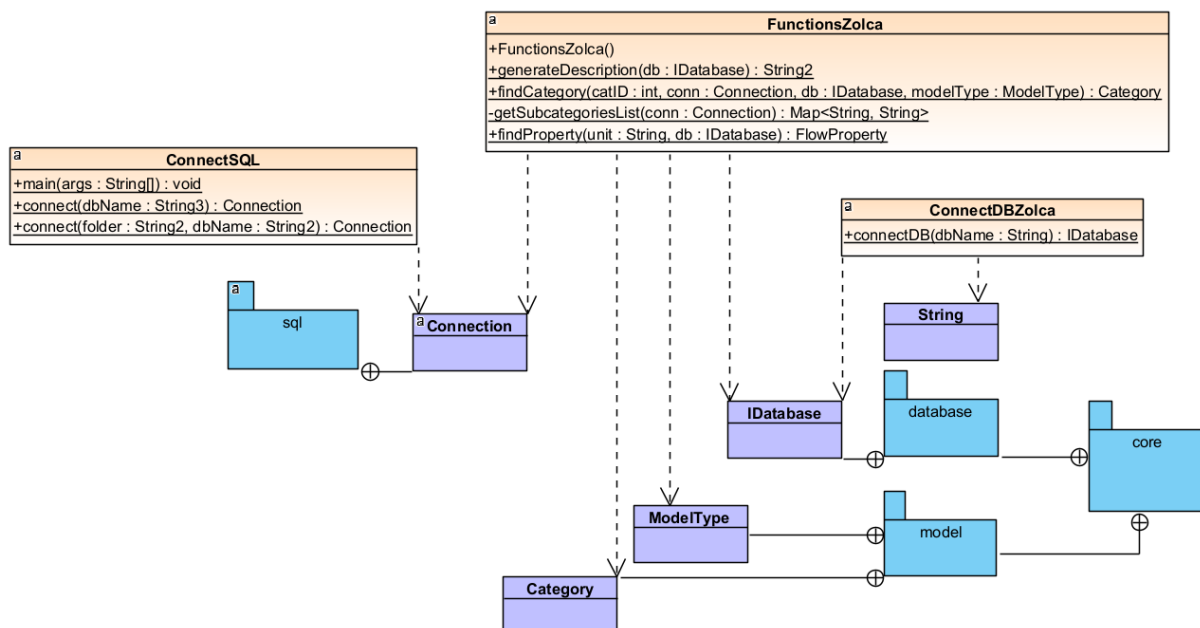 a
FunctionsZolca
+FunctionsZolca()
+generateDescription(db : IDatabase) : String2
+findCategory(catID : int, conn : Connection, db : IDatabase, modelType : ModelType) : Category
-getSubcategoriesList(conn : Connection) : Map<String, String>
+findProperty(unit : String, db : IDatabase) : FlowProperty
a
ConnectSQL
+main(args : String[]) : void
+connect(dbName : String3) : Connection
+connect(folder : String2, dbName : String2) : Connection
a
ConnectDBZolca
+connectDB(dbName : String) : IDatabase
a
sql
a
Connection
String
IDatabase
database
core
ModelType
model
Category